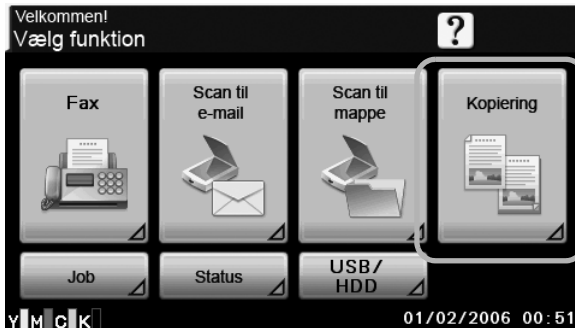 Velkommen!
Vælg funktion
?
Fax
Scan til
e-mail
Scan til
mappe
Kopiering
Job
Status
USB/
HDD
Y M C K
01/02/2006 00:51